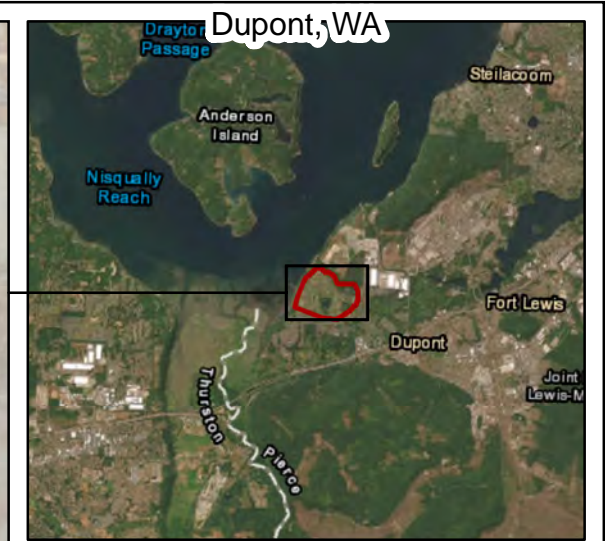 Dupont, WA
Drayton
Passage
Steilacoom
Anderson
Island
Nisqually
Reach
Fort Lewis
Dupont
Joint
Lewis-M
Thurston
Pierce